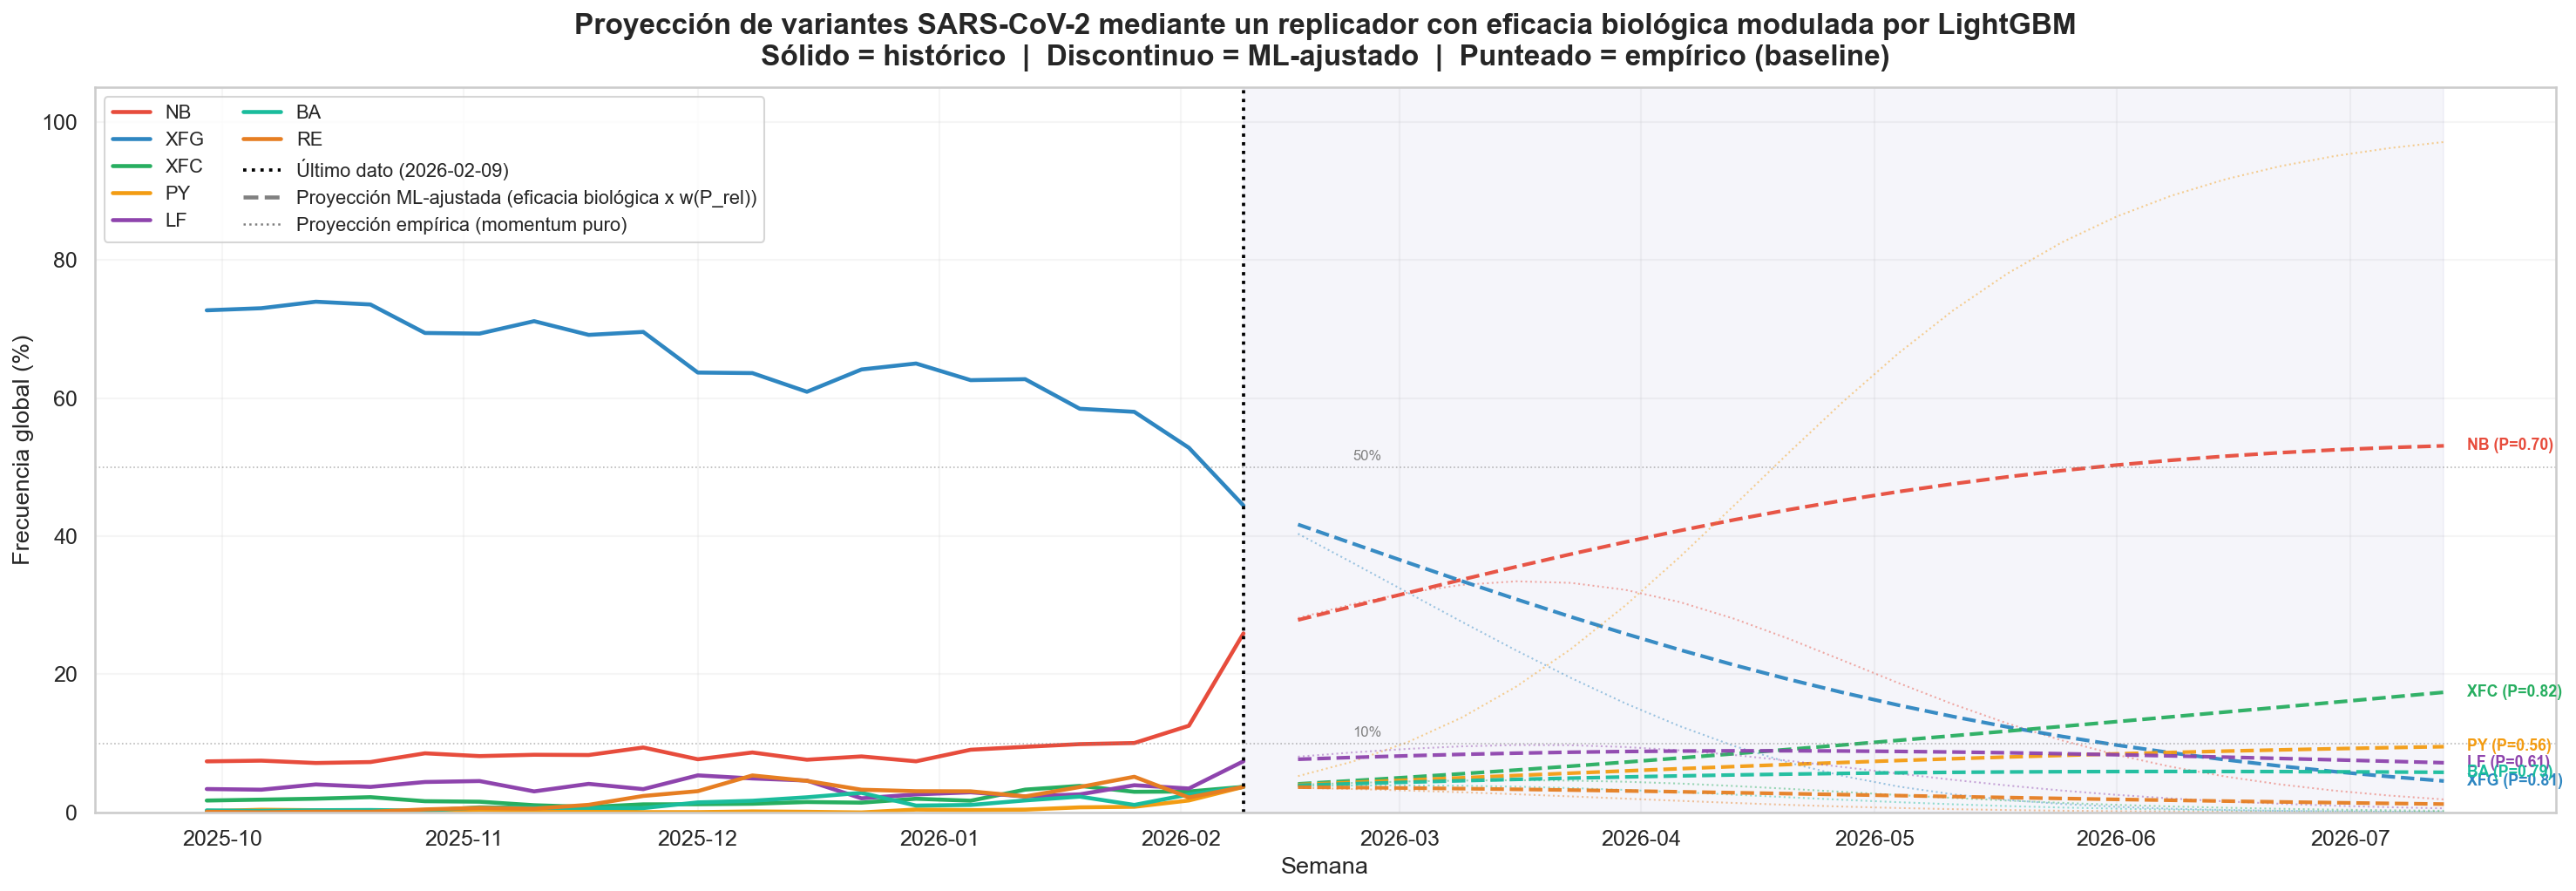 Proyección de variantes SARS-CoV-2 mediante un replicador con eficacia biológica modulada por LightGBM
Sólido = histórico | Discontinuo = ML-ajustado | Punteado = empírico (baseline)
NB
XFG
XFC
PY
LF
BA
RE
Último dato (2026-02-09)
Proyección ML-ajustada (eficacia biológica x w(P_rel))
Proyección empírica (momentum puro)
Frecuencia global (%)
100
80
60
40
20
0
50%
10%
NB (P=0.70)
XFC (P=0.82)
PY (P=0.56)
LF (P=0.61)
XFG (P=0.81)
2025-10
2025-11
2025-12
2026-01
2026-02
2026-03
2026-04
2026-05
2026-06
2026-07
Semana